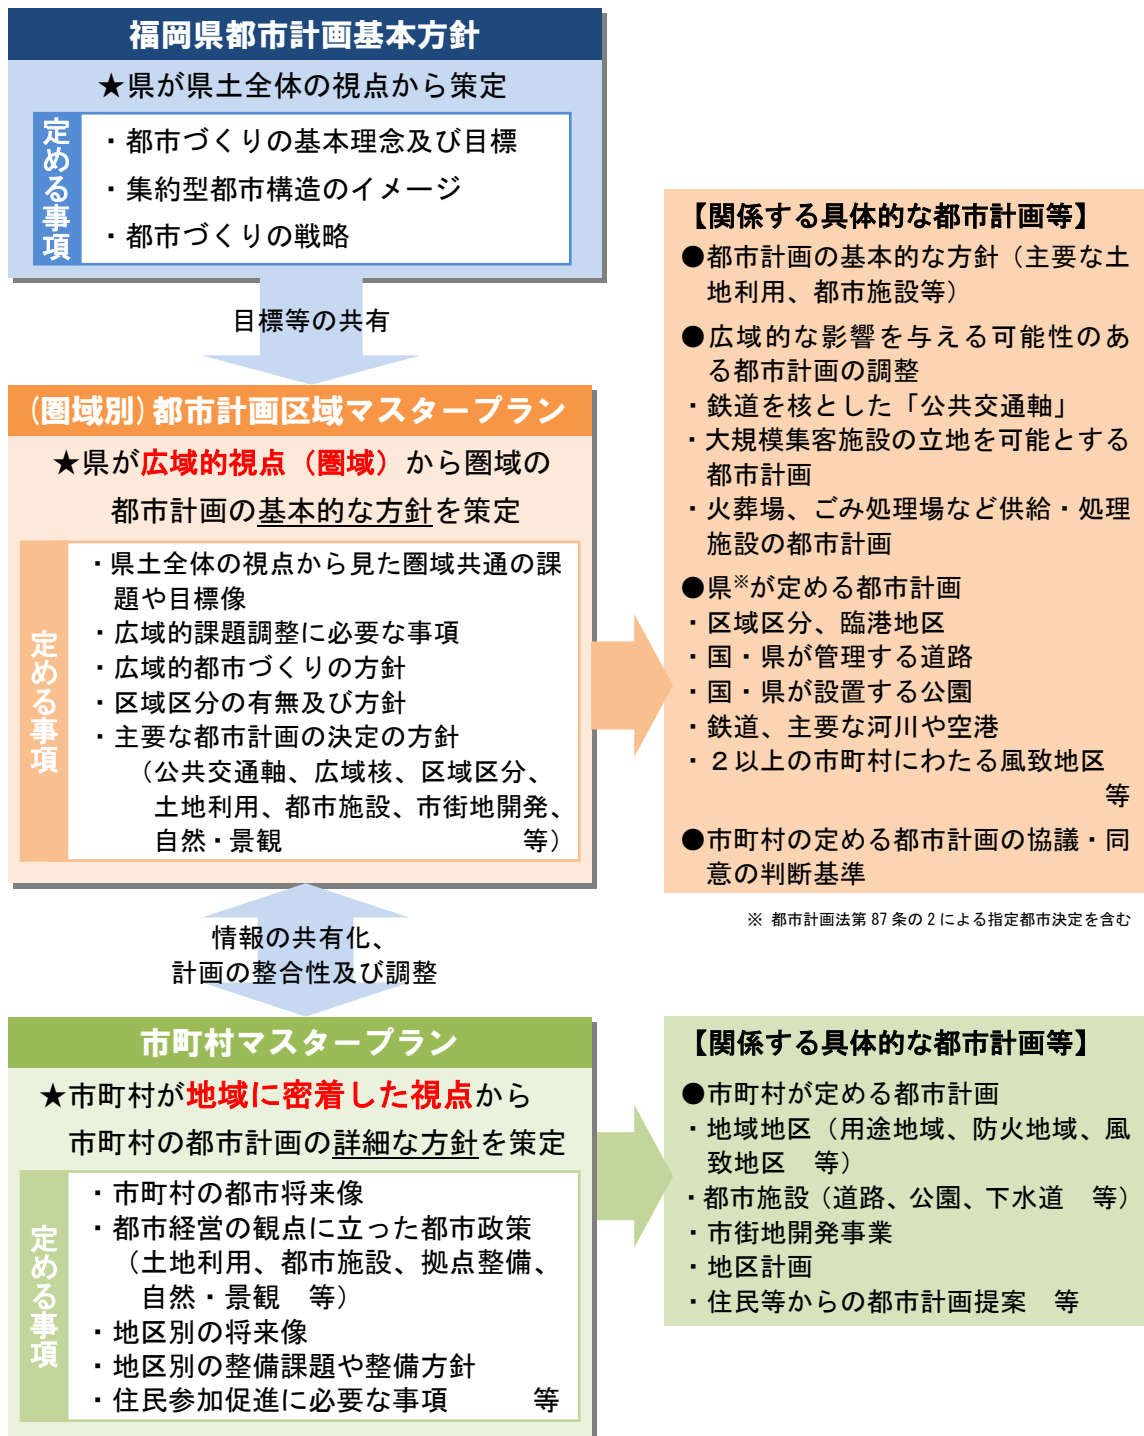 福岡県都市計画基本方針
★県が県土全体の視点から策定
定める事項
・都市づくりの基本理念及び目標
・集約型都市構造のイメージ
・都市づくりの戦略
目標等の共有
(圏域別)都市計画区域マスタープラン
★県が広域的視点（圏域）から圏域の
都市計画の基本的な方針を策定
定める事項
・県土全体の視点から見た圏域共通の課
題や目標像
・広域的課題調整に必要な事項
・広域的都市づくりの方針
・区域区分の有無及び方針
・主要な都市計画の決定の方針
（公共交通軸、広域核、区域区分、
土地利用、都市施設、市街地開発、
自然・景観　等）
【関係する具体的な都市計画等】
●都市計画の基本的な方針（主要な土
地利用、都市施設等）
●広域的な影響を与える可能性のあ
る都市計画の調整
・鉄道を核とした「公共交通軸」
・大規模集客施設の立地を可能とする
都市計画
・火葬場、ごみ処理場など供給・処理
施設の都市計画
●県※が定める都市計画
・区域区分、臨港地区
・国・県が管理する道路
・国・県が設置する公園
・鉄道、主要な河川や空港
・２以上の市町村にわたる風致地区
等
●市町村の定める都市計画の協議・同
意の判断基準
※ 都市計画法第 87 条の 2 による指定都市決定を含む
情報の共有化、
計画の整合性及び調整
市町村マスタープラン
★市町村が地域に密着した視点から
市町村の都市計画の詳細な方針を策定
定める事項
・市町村の都市将来像
・都市経営の観点に立った都市政策
（土地利用、都市施設、拠点整備、
自然・景観　等）
・地区別の将来像
・地区別の整備課題や整備方針
・住民参加促進に必要な事項　等
【関係する具体的な都市計画等】
●市町村が定める都市計画
・地域地区（用途地域、防火地域、風
致地区　等）
・都市施設（道路、公園、下水道　等）
・市街地開発事業
・地区計画
・住民等からの都市計画提案　等